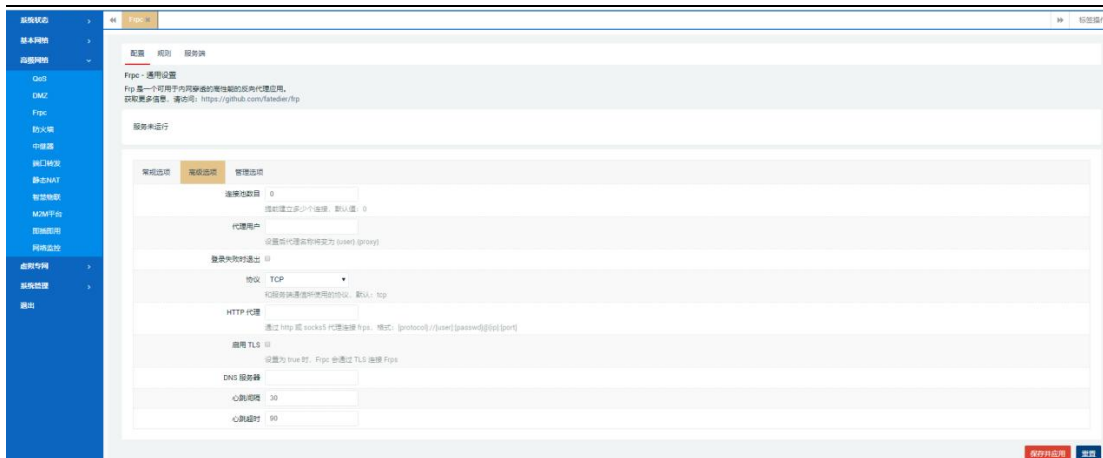 系统状态
基本网络
高级网络
QoS
DMZ
Frpc
防火墙
中继器
端口转发
静态NAT
智慧物联
M2M平台
即插即用
网络监控
虚拟专网
系统管理
退出
Frpc
标签操作
配置 规则 服务端
Frpc - 通用设置
Frp 是一个可用于内网穿透的高性能的反向代理应用。
获取更多信息，请访问：https://github.com/fatedier/frp
服务未运行
常规选项 高级选项 管理选项
连接池数目 0
提前建立多少个连接，默认值：0
代理用户
设置后代理名称将变为 {user}.{proxy}
登录失败时退出
协议 TCP
和服务端通信所使用的协议，默认：tcp
HTTP 代理
通过 http 或 socks5 代理连接 frps，格式：[protocol]://[user]:[passwd]@[ip]:[port]
启用 TLS
设置为 true 时，Frpc 会通过 TLS 连接 Frps
DNS 服务器
心跳间隔 30
心跳超时 90
保存并应用 重置